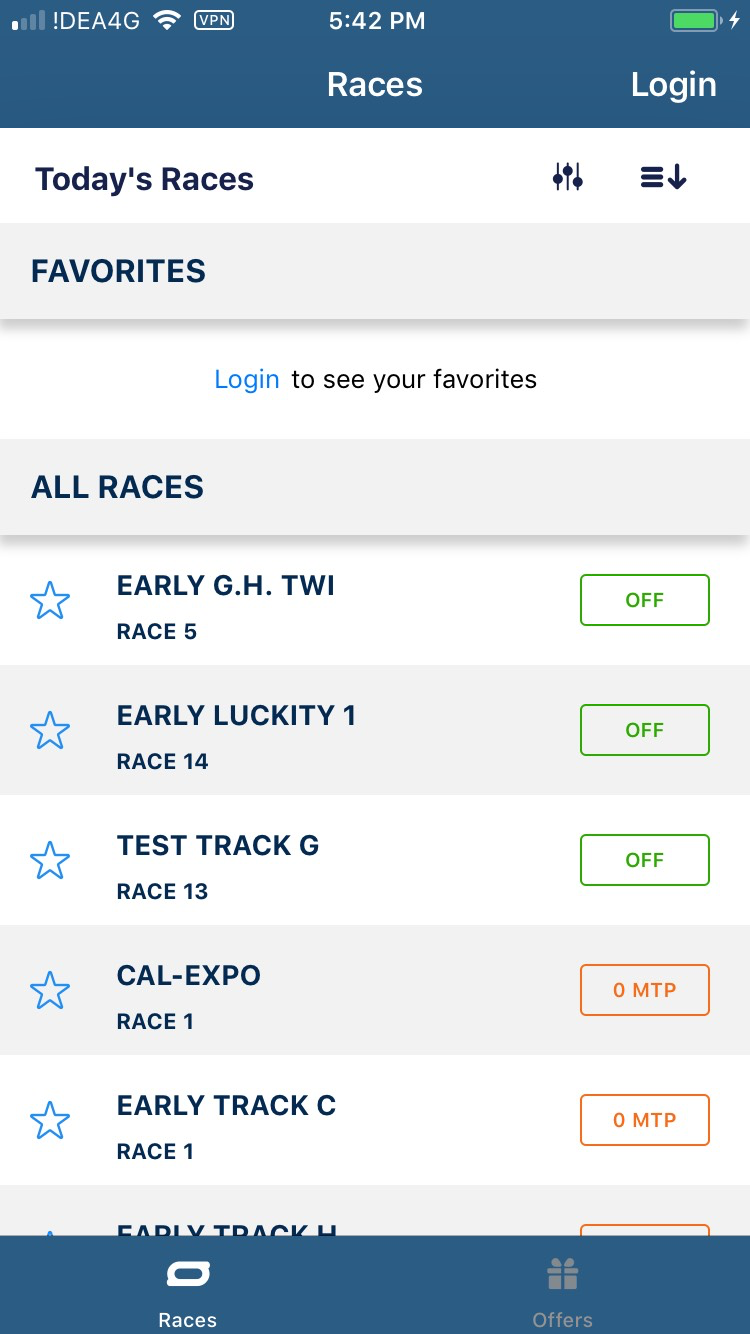 !DEA4G VPN 5:42 PM
Races Login
Today's Races
FAVORITES
Login to see your favorites
ALL RACES
EARLY G.H. TWI
OFF
RACE 5
EARLY LUCKITY 1
OFF
RACE 14
TEST TRACK G
OFF
RACE 13
CAL-EXPO
0 MTP
RACE 1
EARLY TRACK C
0 MTP
RACE 1
EARLY TRACK H
Races Offers